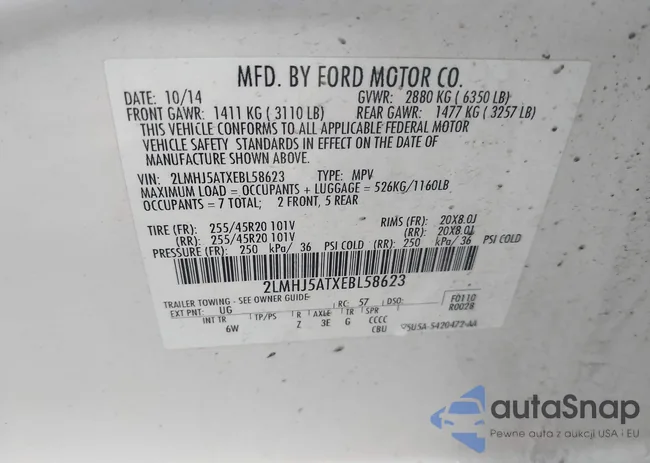 MFD. BY FORD MOTOR CO.
DATE: 10/14 GVWR: 2880 KG ( 6350 LB)
FRONT GAWR: 1411 KG ( 3110 LB) REAR GAWR: 1477 KG ( 3257 LB)
THIS VEHICLE CONFORMS TO ALL APPLICABLE FEDERAL MOTOR
VEHICLE SAFETY STANDARDS IN EFFECT ON THE DATE OF
MANUFACTURE SHOWN ABOVE.
VIN: 2LMHJ5ATXEBL58623 TYPE: MPV
MAXIMUM LOAD = OCCUPANTS + LUGGAGE = 526KG/1160LB
OCCUPANTS = 7 TOTAL; 2 FRONT, 5 REAR
TIRE (FR): 255/45R20 101V RIMS (FR): 20X8.0J
(RR): 255/45R20 101V (RR): 20X8.0J
PRESSURE (FR): 250 kPa/ 36 PSI COLD (RR): 250 kPa/ 36 PSI COLD
2LMHJ5ATXEBL58623
TRAILER TOWING - SEE OWNER GUIDE
EXT PNT: UG RC: 57 DSO: F0110
INT TR TP/PS R AXLE TR SPR R0028
6W Z 3E G CCCC
CBU 5U5A-5420472-AA
autaSnap
Pewne auta z aukcji USA i EU